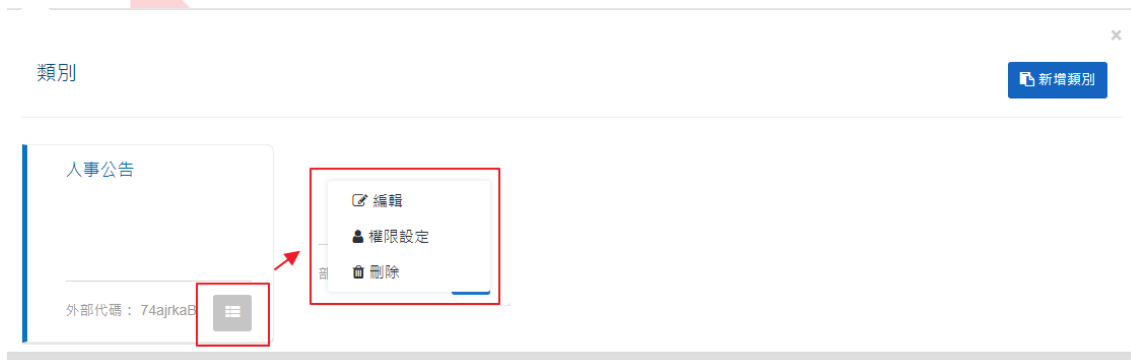 ×
類別
新增類別
人事公告
編輯
權限設定
部
刪除
外部代碼： 74ajrkaB